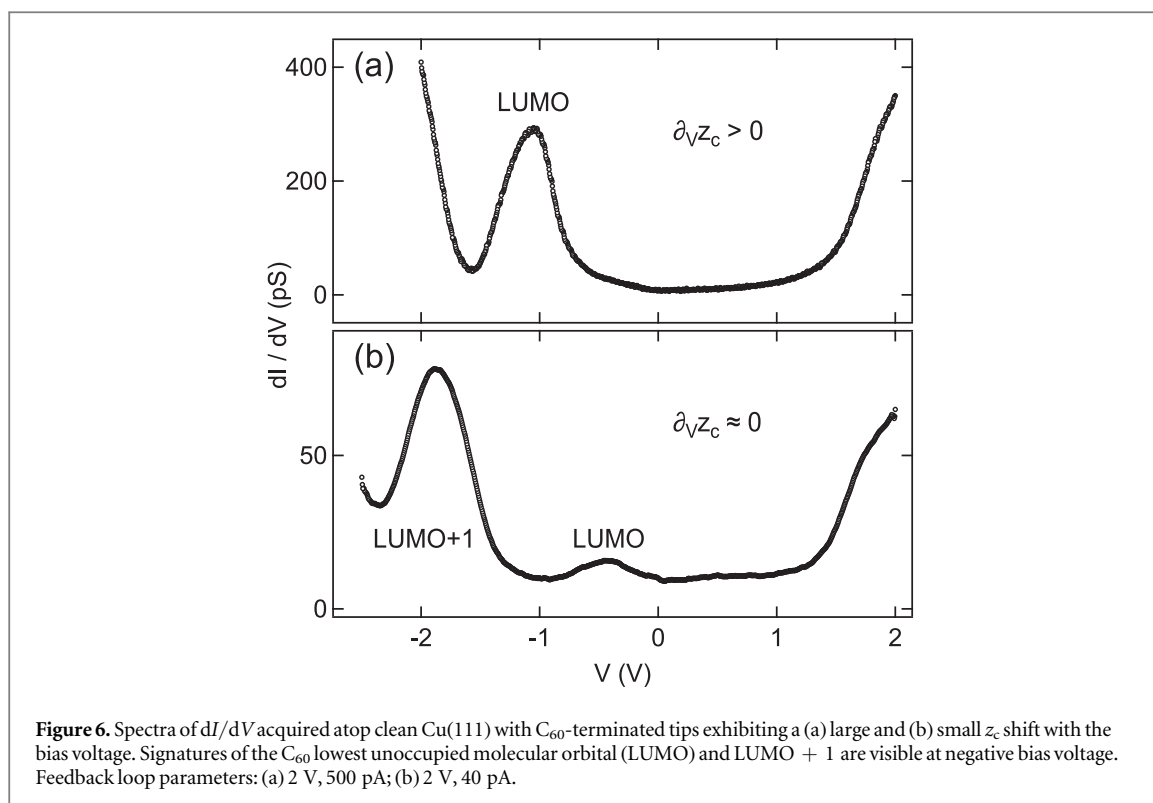 (a)
400
LUMO
∂Vzc > 0
200
0
dI / dV (pS)
(b)
∂Vzc ≈ 0
50
LUMO+1
LUMO
0
-2 -1 0 1 2
V (V)
Figure 6. Spectra of dI/dV acquired atop clean Cu(111) with C60-terminated tips exhibiting a (a) large and (b) small zc shift with the
bias voltage. Signatures of the C60 lowest unoccupied molecular orbital (LUMO) and LUMO + 1 are visible at negative bias voltage.
Feedback loop parameters: (a) 2 V, 500 pA; (b) 2 V, 40 pA.